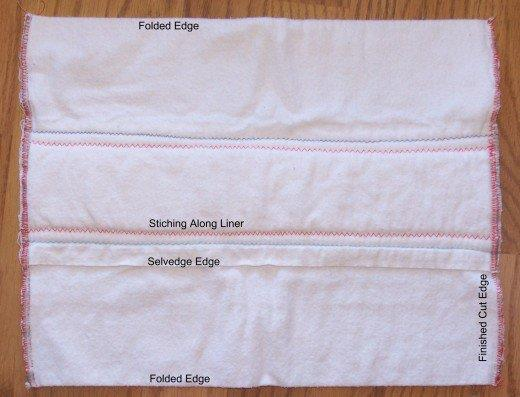 Folded Edge
Stiching Along Liner
Selvedge Edge
Finished Cut Edge
Folded Edge